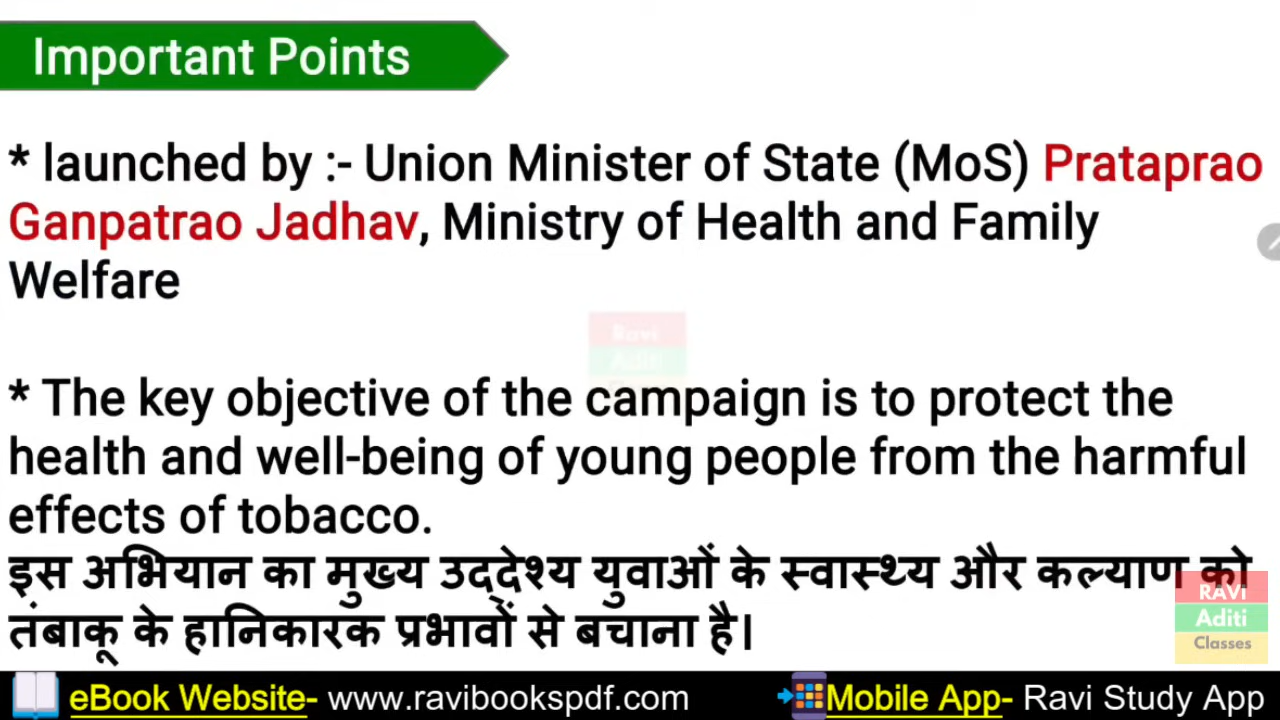 Important Points
* launched by :- Union Minister of State (MoS) Prataprao
Ganpatrao Jadhav, Ministry of Health and Family
Welfare
Ravi
Aditi
Classes
* The key objective of the campaign is to protect the
health and well-being of young people from the harmful
effects of tobacco.
इस अभियान का मुख्य उद्देश्य युवाओं के स्वास्थ्य और कल्याण को
तंबाकू के हानिकारक प्रभावों से बचाना है।
RAVi
Aditi
Classes
eBook Website- www.ravibookspdf.com Mobile App- Ravi Study App